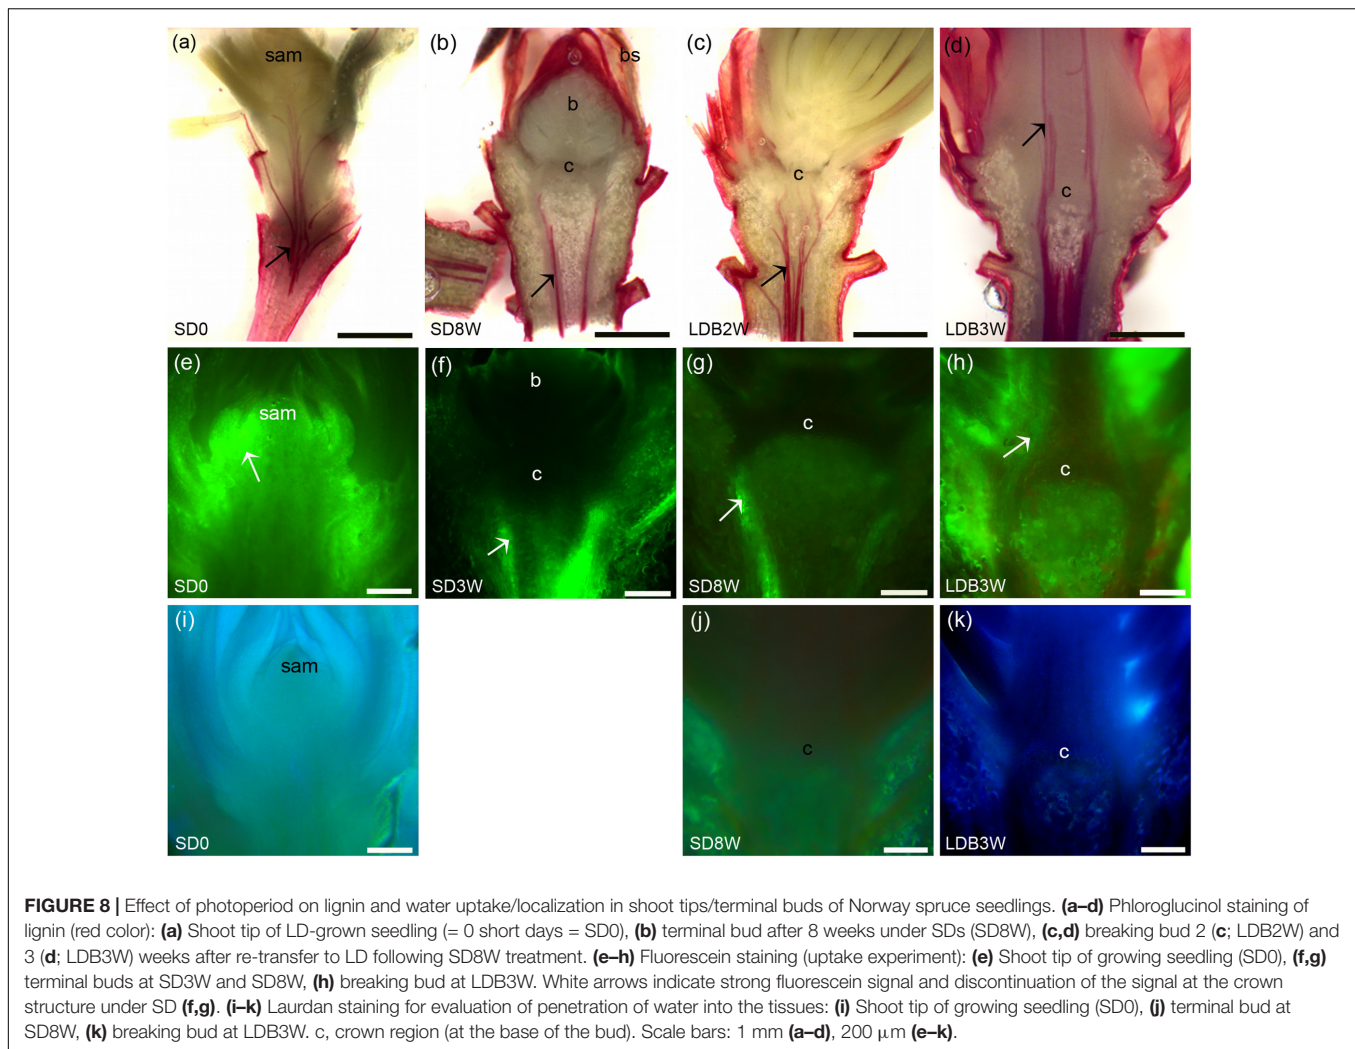 (a)
sam
SD0
(b)
bs
b
c
SD8W
(c)
c
LDB2W
(d)
c
LDB3W
(e)
sam
SD0
(f)
b
c
SD3W
(g)
c
SD8W
(h)
c
LDB3W
(i)
sam
SD0
(j)
c
SD8W
(k)
c
LDB3W
FIGURE 8 | Effect of photoperiod on lignin and water uptake/localization in shoot tips/terminal buds of Norway spruce seedlings. (a–d) Phloroglucinol staining of
lignin (red color): (a) Shoot tip of LD-grown seedling (= 0 short days = SD0), (b) terminal bud after 8 weeks under SDs (SD8W), (c,d) breaking bud 2 (c; LDB2W) and
3 (d; LDB3W) weeks after re-transfer to LD following SD8W treatment. (e–h) Fluorescein staining (uptake experiment): (e) Shoot tip of growing seedling (SD0), (f,g)
terminal buds at SD3W and SD8W, (h) breaking bud at LDB3W. White arrows indicate strong fluorescein signal and discontinuation of the signal at the crown
structure under SD (f,g). (i–k) Laurdan staining for evaluation of penetration of water into the tissues: (i) Shoot tip of growing seedling (SD0), (j) terminal bud at
SD8W, (k) breaking bud at LDB3W. c, crown region (at the base of the bud). Scale bars: 1 mm (a–d), 200 μm (e–k).